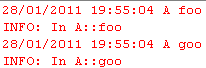 28/01/2011 19:55:04 A foo
INFO: In A::foo
28/01/2011 19:55:04 A goo
INFO: In A::goo